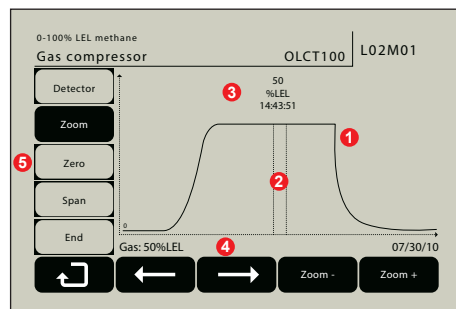 0-100% LEL methane
Gas compressor
OLCT100
L02M01
Detector
Zoom
Zero
Span
End
50
%LEL
14:43:51
3
1
2
5
4
0
Gas: 50%LEL
07/30/10
Zoom -
Zoom +